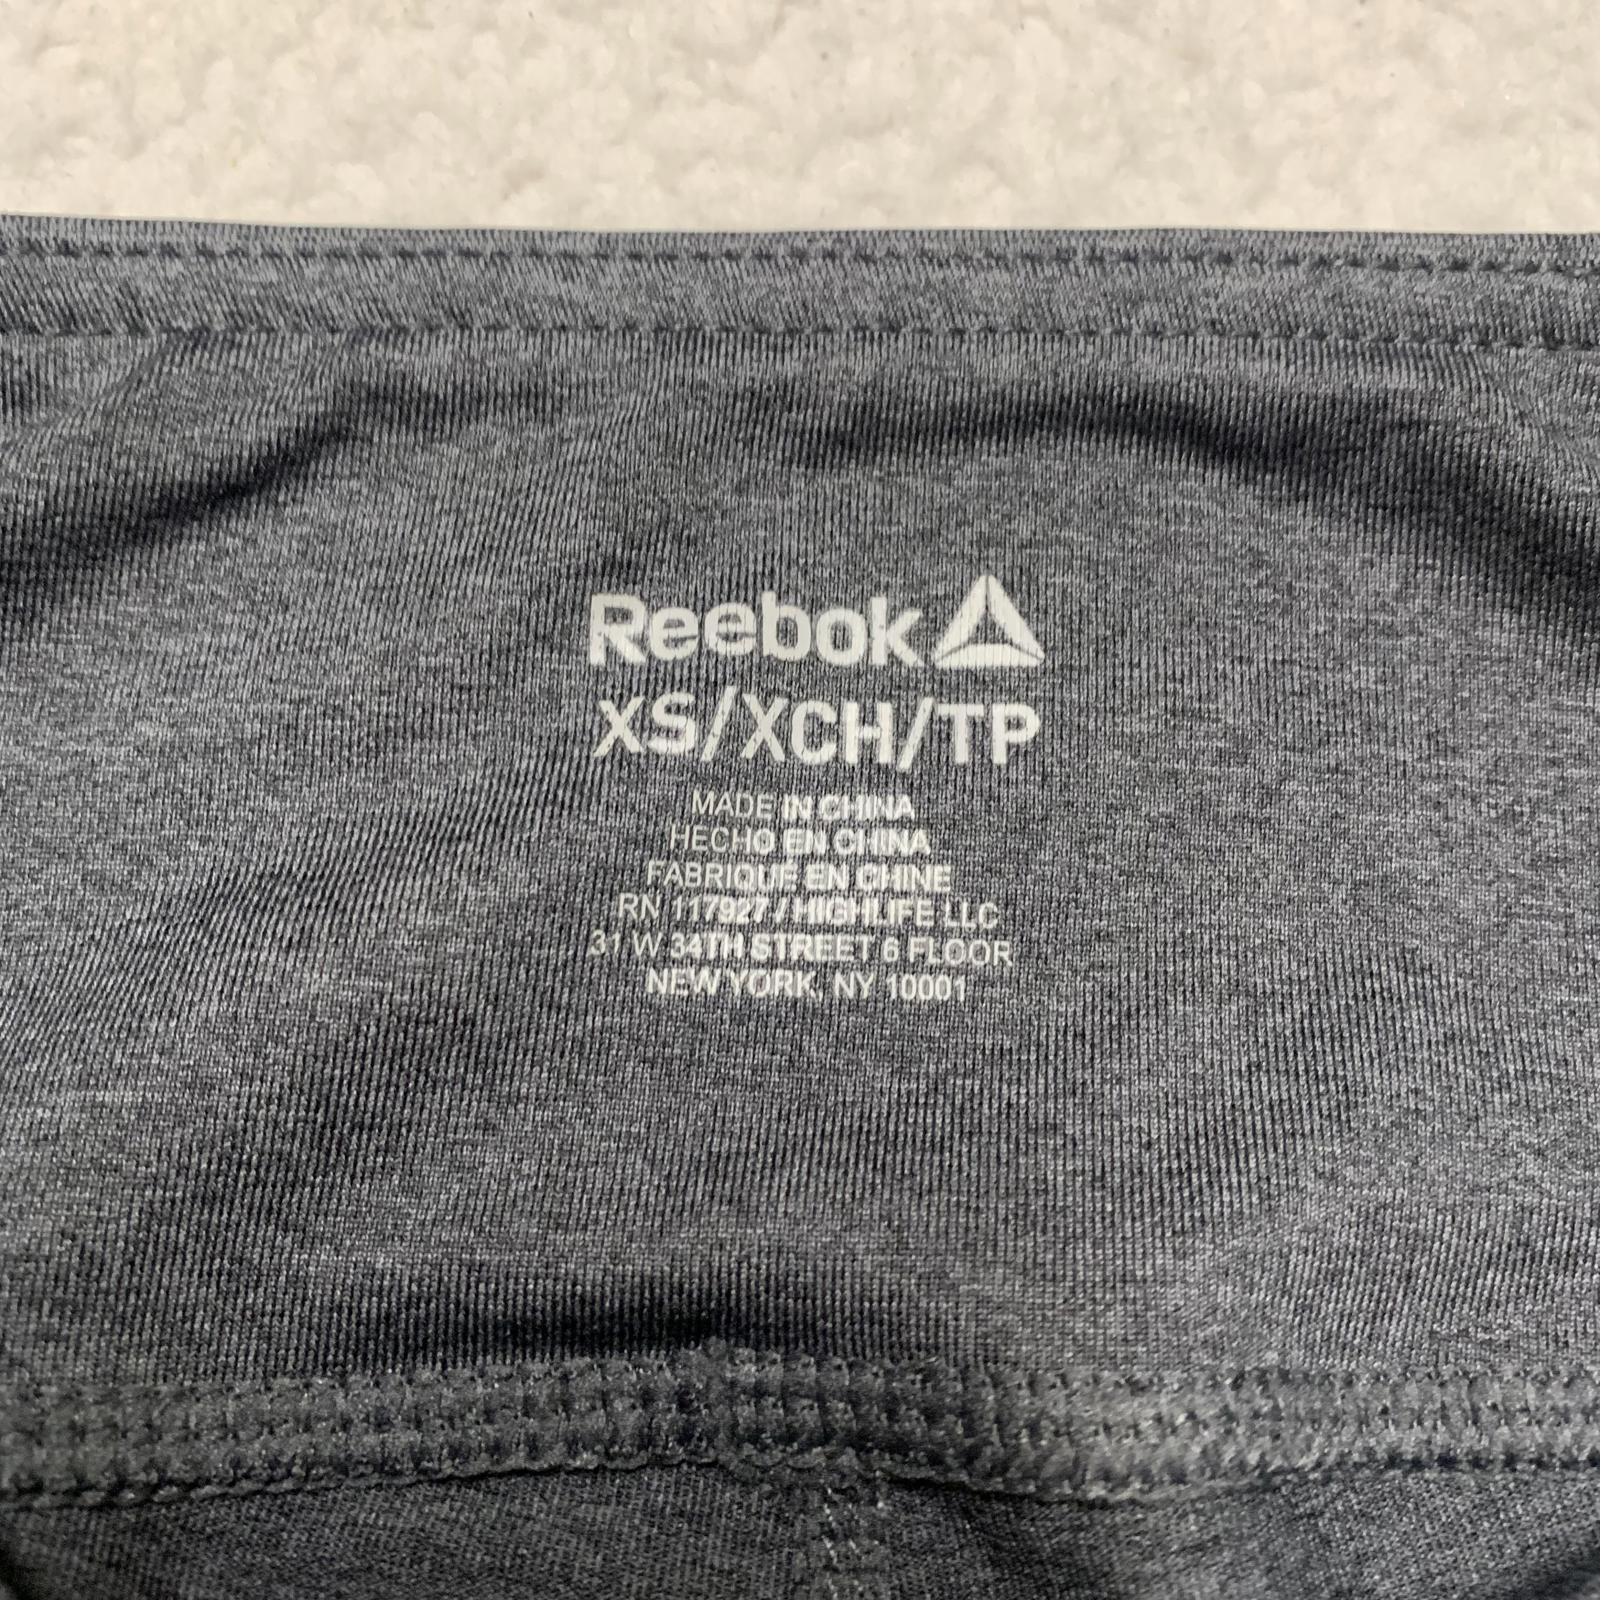 Reebok
XS/XCH/TP
MADE IN CHINA
HECHO EN CHINA
FABRIQUE EN CHINE
RN 117927 / HIGHLIFE LLC
31 W 34TH STREET 6 FLOOR
NEW YORK, NY 10001